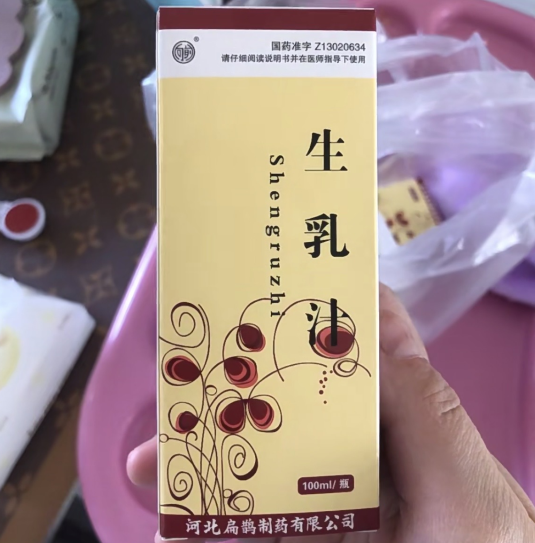 国药准字 Z13020634
请仔细阅读说明书并在医师指导下使用
生乳汁
Shengruzhi
100ml/ 瓶
河北扁鹊制药有限公司